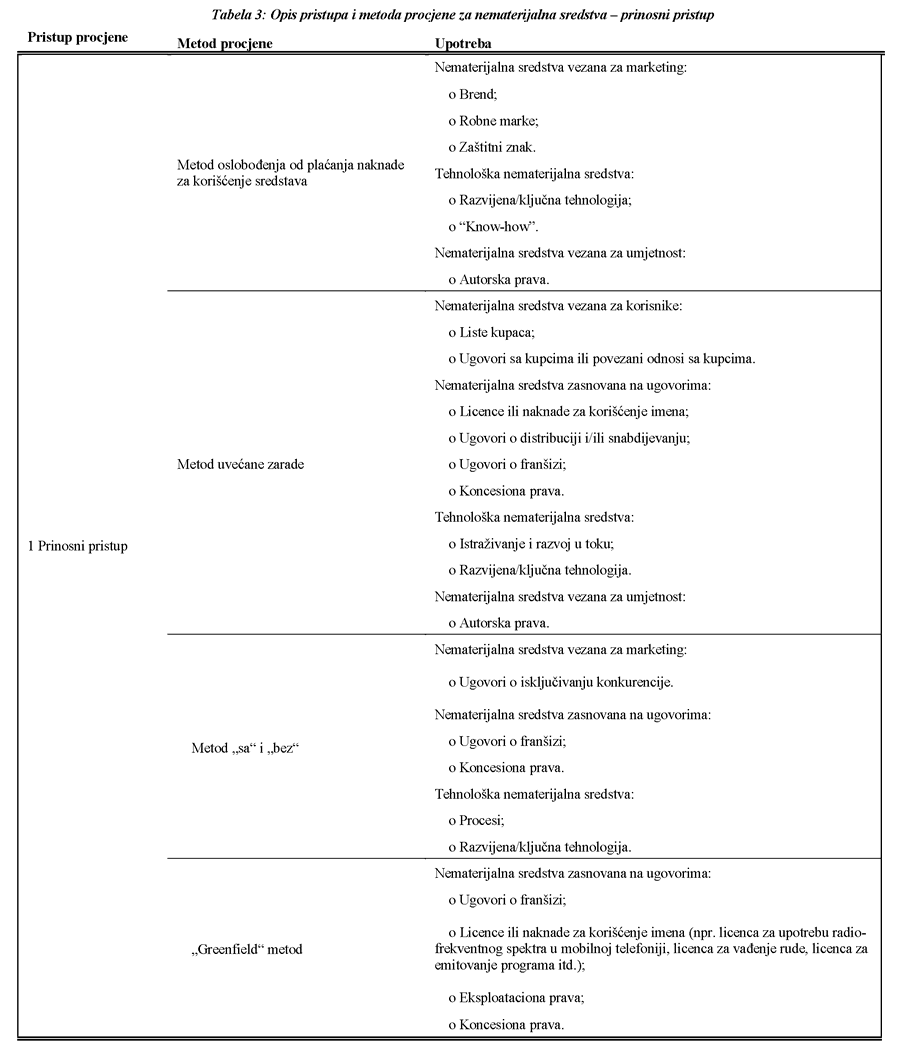 Tabela 3: Opis pristupa i metoda procjene za nematerijalna sredstva – prinosni pristup
Pristup procjene
Metod procjene
Upotreba
1 Prinosni pristup
Metod oslobođenja od plaćanja naknade
za korišćenje sredstava
Nematerijalna sredstva vezana za marketing:
o Brend;
o Robne marke;
o Zaštitni znak.
Tehnološka nematerijalna sredstva:
o Razvijena/ključna tehnologija;
o “Know-how”.
Nematerijalna sredstva vezana za umjetnost:
o Autorska prava.
Metod uvećane zarade
Nematerijalna sredstva vezana za korisnike:
o Liste kupaca;
o Ugovori sa kupcima ili povezani odnosi sa kupcima.
Nematerijalna sredstva zasnovana na ugovorima:
o Licence ili naknade za korišćenje imena;
o Ugovori o distribuciji i/ili snabdijevanju;
o Ugovori o franšizi;
o Koncesiona prava.
Tehnološka nematerijalna sredstva:
o Istraživanje i razvoj u toku;
o Razvijena/ključna tehnologija.
Nematerijalna sredstva vezana za umjetnost:
o Autorska prava.
Metod „sa“ i „bez“
Nematerijalna sredstva vezana za marketing:
o Ugovori o isključivanju konkurencije.
Nematerijalna sredstva zasnovana na ugovorima:
o Ugovori o franšizi;
o Koncesiona prava.
Tehnološka nematerijalna sredstva:
o Procesi;
o Razvijena/ključna tehnologija.
„Greenfield“ metod
Nematerijalna sredstva zasnovana na ugovorima:
o Ugovori o franšizi;
o Licence ili naknade za korišćenje imena (npr. licenca za upotrebu radio-
frekventnog spektra u mobilnoj telefoniji, licenca za vađenje rude, licenca za
emitovanje programa itd.);
o Eksploataciona prava;
o Koncesiona prava.